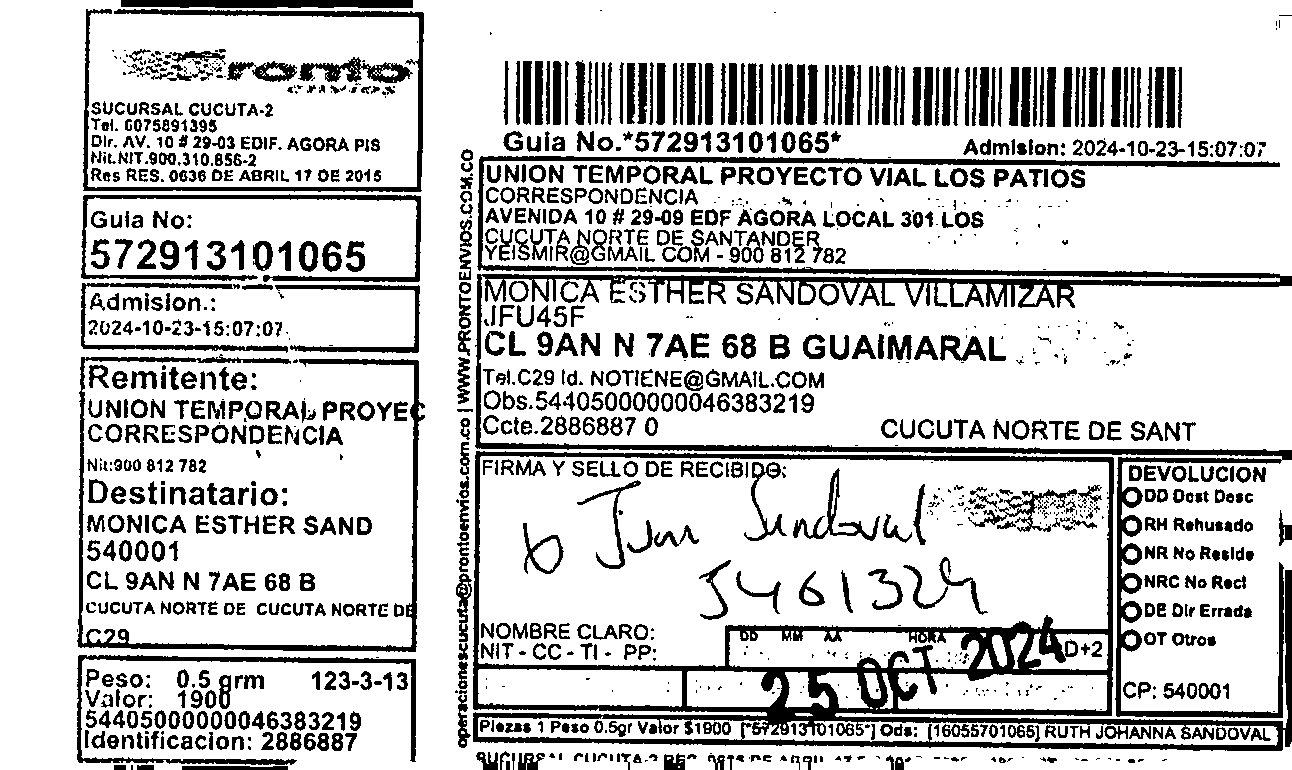 pronto
envios
SUCURSAL CUCUTA-2
Tel. 6075891395
Dir. AV. 10 # 29-03 EDIF. AGORA PIS
Nit.NIT.900.310.856-2
Res RES. 0636 DE ABRIL 17 DE 2015
Guia No:
572913101065
Admision.:
2024-10-23-15:07:07
Remitente:
UNION TEMPORAL PROYEC
CORRESPONDENCIA
Nit:900 812 782
Destinatario:
MONICA ESTHER SAND
540001
CL 9AN N 7AE 68 B
CUCUTA NORTE DE CUCUTA NORTE DE
C29
Peso: 0.5 grm 123-3-13
Valor: 1900
54405000000046383219
Identificacion: 2886887
operacionescucuta@prontoenvios.com.co | WWW.PRONTOENVIOS.COM.CO
Guia No.*572913101065*
Admision: 2024-10-23-15:07:07
UNION TEMPORAL PROYECTO VIAL LOS PATIOS
CORRESPONDENCIA
AVENIDA 10 # 29-09 EDF AGORA LOCAL 301 LOS
CUCUTA NORTE DE SANTANDER
YEISMIR@GMAIL COM - 900 812 782
MONICA ESTHER SANDOVAL VILLAMIZAR
JFU45F
CL 9AN N 7AE 68 B GUAIMARAL
Tel.C29 Id. NOTIENE@GMAIL.COM
Obs.54405000000046383219
Ccte.2886887 0
CUCUTA NORTE DE SANT
FIRMA Y SELLO DE RECIBIDO:
Juan Sandoval
5461324
NOMBRE CLARO:
NIT - CC - TI - PP:
DD MM AA HORA
D+2
25 OCT 2024
DEVOLUCION
DD Dest Desc
RH Rehusado
NR No Reside
NRC No Recl
DE Dir Errada
OT Otros
CP: 540001
Piezas 1 Peso 0.5gr Valor $1900 [*572913101065*] Ods: [16055701065] RUTH JOHANNA SANDOVAL